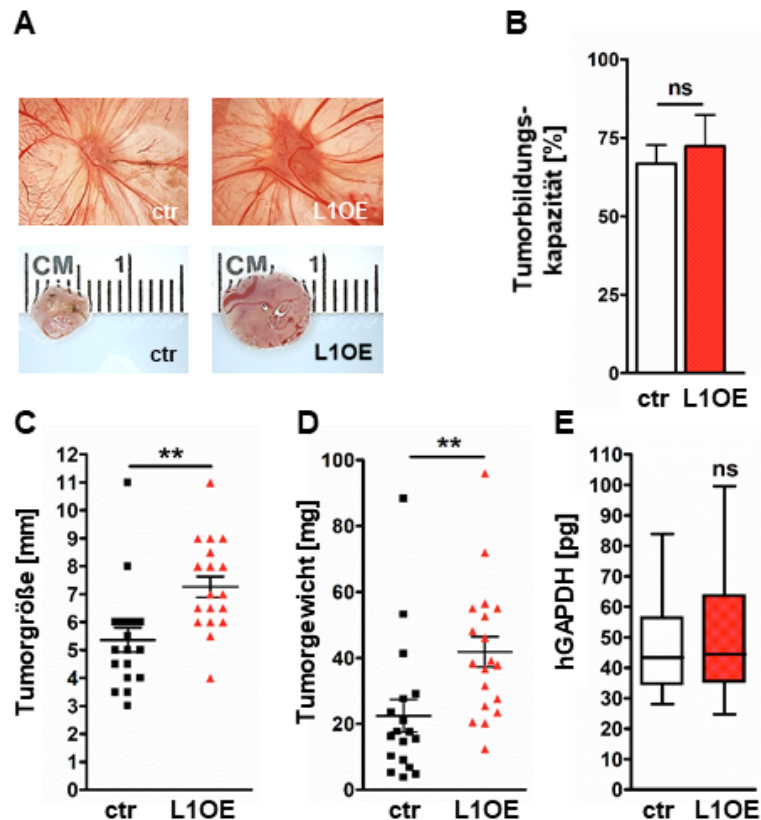 A
ctr
L1OE
CM 1
CM 1
ctr
L1OE
B
Tumorbildungs-
kapazität [%]
100
75
50
25
0
ns
ctr L1OE
C
Tumorgröße [mm]
12
11
10
9
8
7
6
5
4
3
2
1
0
**
ctr L1OE
D
Tumorgewicht [mg]
100
80
60
40
20
0
**
ctr L1OE
E
hGAPDH [pg]
110
100
90
80
70
60
50
40
30
20
10
0
ns
ctr L1OE